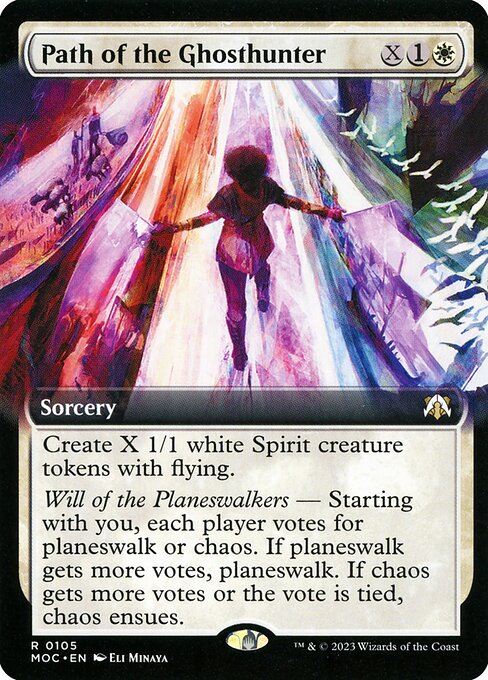 Path of the Ghosthunter X1
Sorcery
Create X 1/1 white Spirit creature
tokens with flying.
Will of the Planeswalkers — Starting
with you, each player votes for
planeswalk or chaos. If planeswalk
gets more votes, planeswalk. If chaos
gets more votes or the vote is tied,
chaos ensues.
R 0105
MOC • EN Eli Minaya
™ & © 2023 Wizards of the Coast